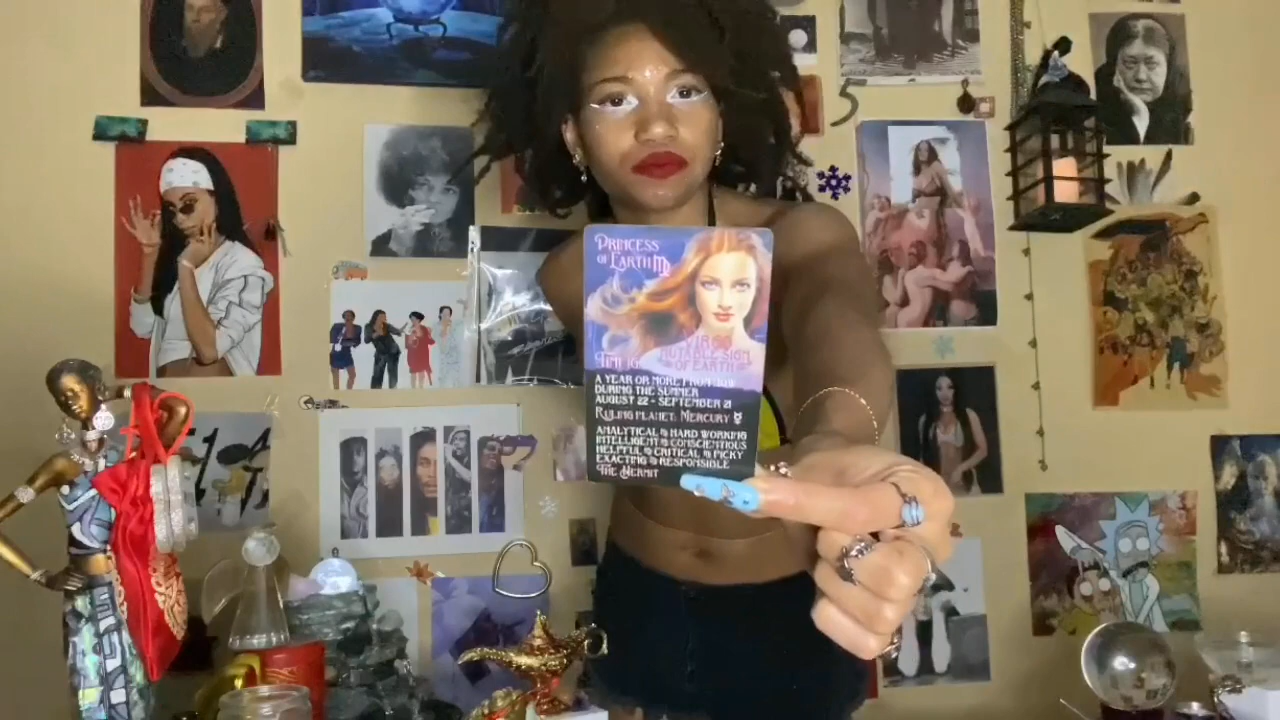 PRINCESS
OF EARTH ♍
VIRGO
MUTABLE SIGN
OF EARTH
A YEAR OR MORE FROM NOW
DURING THE SUMMER
AUGUST 22 - SEPTEMBER 21
RULING PLANET: MERCURY ☿
ANALYTICAL HARD WORKING
INTELLIGENT CONSCIENTIOUS
HELPFUL CRITICAL PICKY
EXACTING RESPONSIBLE
THE HERMIT
5